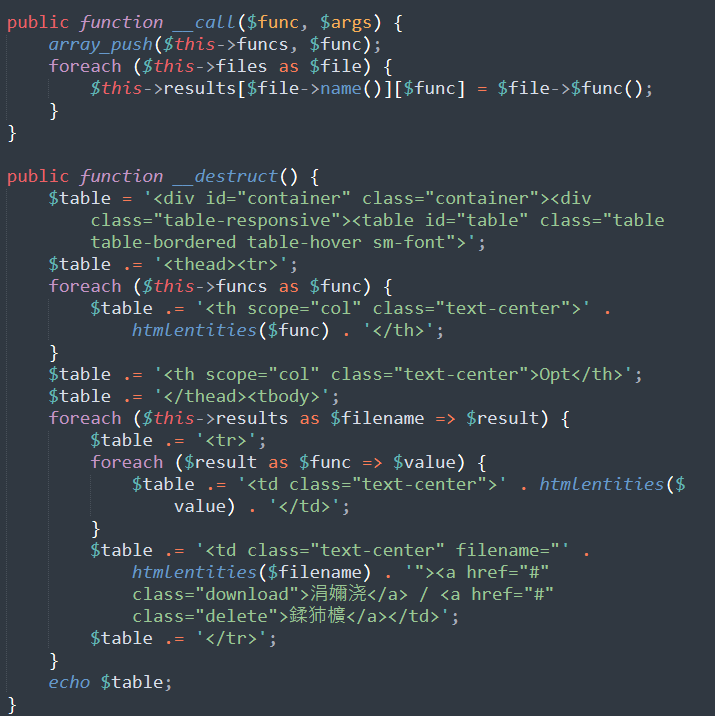 public function __call($func, $args) {
array_push($this->funcs, $func);
foreach ($this->files as $file) {
$this->results[$file->name()][$func] = $file->$func();
}
}
public function __destruct() {
$table = '<div id="container" class="container"><div
class="table-responsive"><table id="table" class="table
table-bordered table-hover sm-font">';
$table .= '<thead><tr>';
foreach ($this->funcs as $func) {
$table .= '<th scope="col" class="text-center">' .
htmlentities($func) . '</th>';
}
$table .= '<th scope="col" class="text-center">Opt</th>';
$table .= '</thead><tbody>';
foreach ($this->results as $filename => $result) {
$table .= '<tr>';
foreach ($result as $func => $value) {
$table .= '<td class="text-center">' . htmlentities($
value) . '</td>';
}
$table .= '<td class="text-center" filename="' .
htmlentities($filename) . '"><a href="#"
class="download">涓嬭浇</a> / <a href="#"
class="delete">鍒犻櫎</a></td>';
$table .= '</tr>';
}
echo $table;
}